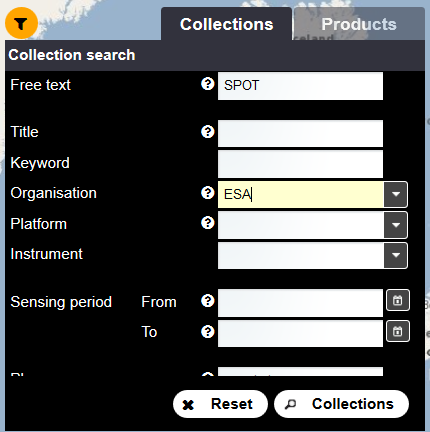 Collections Products
Collection search
Free text SPOT
Title
Keyword
Organisation ESA
Platform
Instrument
Sensing period From
To
Reset Collections